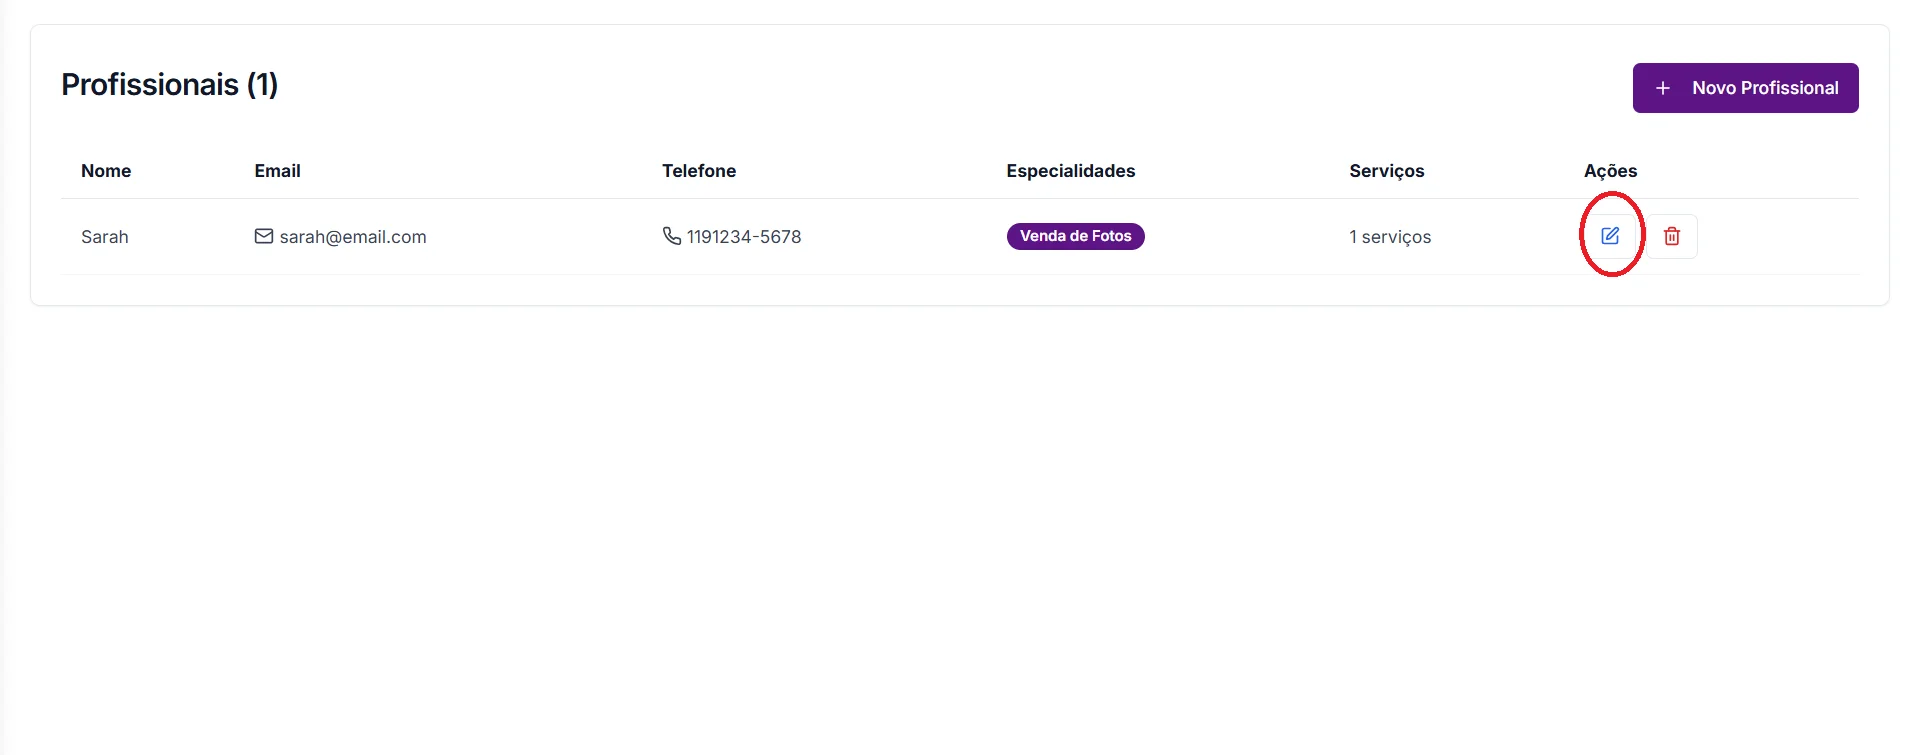 Profissionais (1)
+ Novo Profissional
Nome Email Telefone Especialidades Serviços Ações
Sarah sarah@email.com 1191234-5678 Venda de Fotos 1 serviços